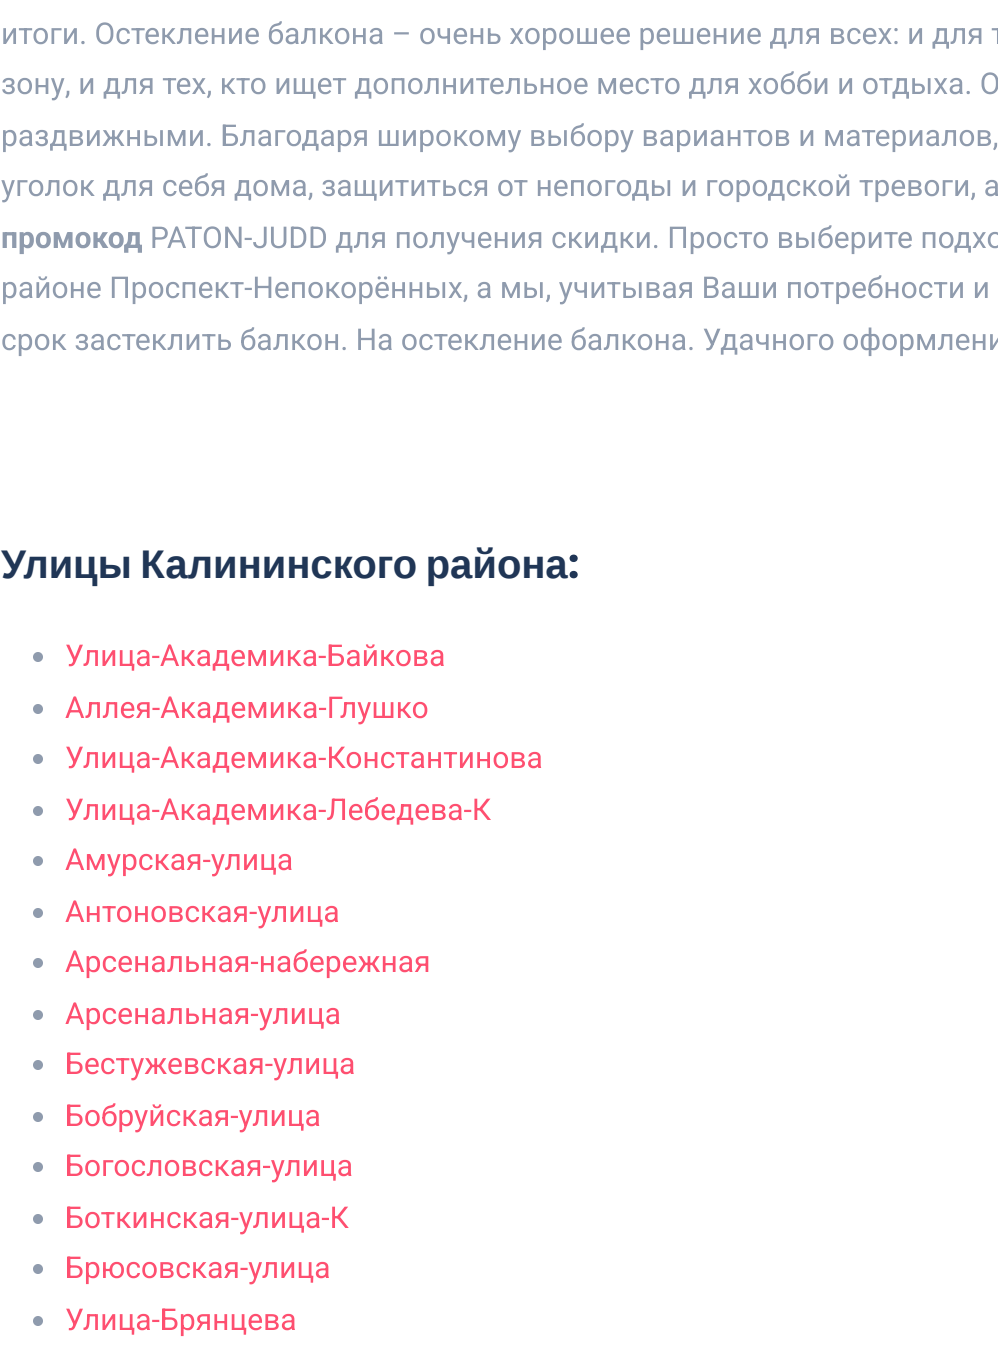 итоги. Остекление балкона – очень хорошее решение для всех: и для
зону, и для тех, кто ищет дополнительное место для хобби и отдыха.
раздвижными. Благодаря широкому выбору вариантов и материалов,
уголок для себя дома, защититься от непогоды и городской тревоги, а
промокод PATON-JUDD для получения скидки. Просто выберите
районе Проспект-Непокорённых, а мы, учитывая Ваши потребности и
срок застеклить балкон. На остекление балкона. Удачного
Улицы Калининского района:
Улица-Академика-Байкова
Аллея-Академика-Глушко
Улица-Академика-Константинова
Улица-Академика-Лебедева-К
Амурская-улица
Антоновская-улица
Арсенальная-набережная
Арсенальная-улица
Бестужевская-улица
Бобруйская-улица
Богословская-улица
Боткинская-улица-К
Брюсовская-улица
Улица-Брянцева